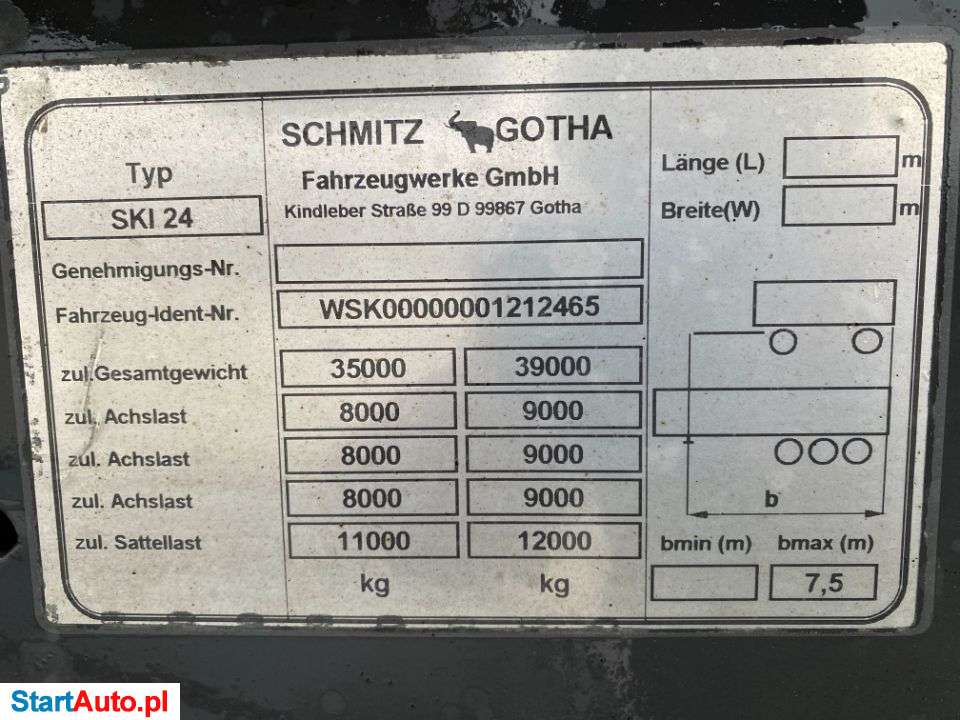 SCHMITZ GOTHA
Fahrzeugwerke GmbH
Kindleber Straße 99 D 99867 Gotha
Typ
SKI 24
Genehmigungs-Nr.
Fahrzeug-Ident-Nr. WSK00000001212465
zul.Gesamtgewicht 35000 39000
zul. Achslast 8000 9000
zul. Achslast 8000 9000
zul. Achslast 8000 9000
zul. Sattellast 11000 12000
kg kg
Länge (L) m
Breite(W) m
b
bmin (m) bmax (m)
7,5
StartAuto.pl